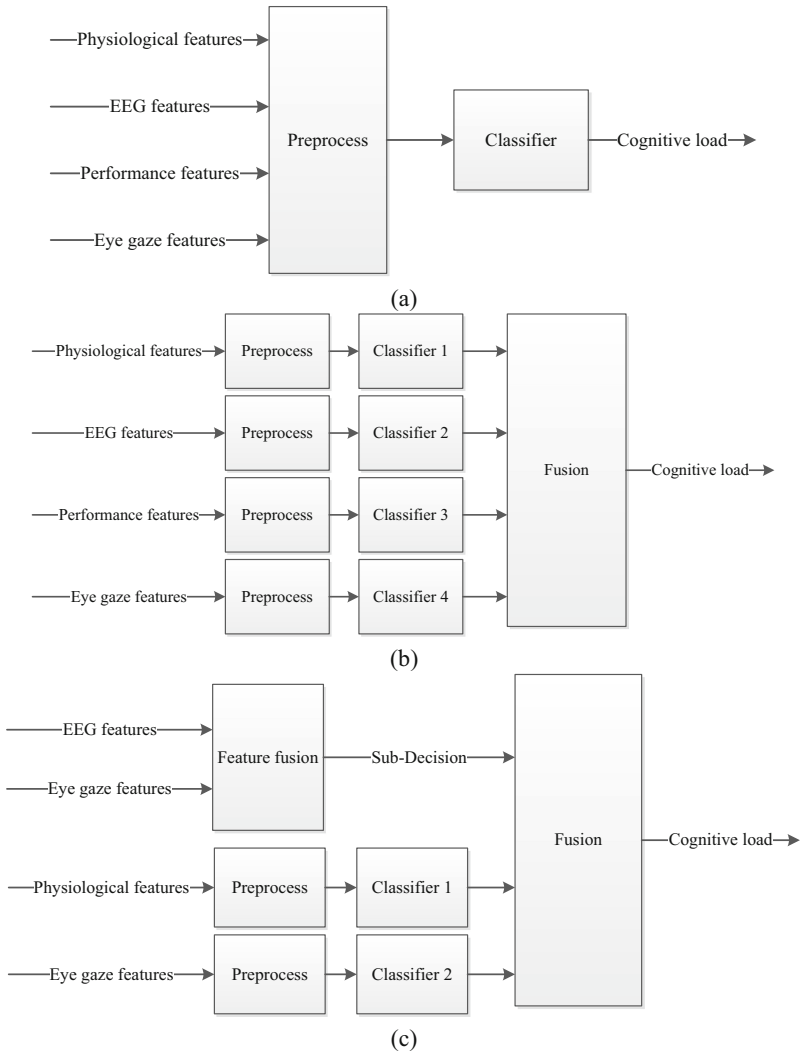 Physiological features
EEG features
Performance features
Eye gaze features
Preprocess
Classifier
Cognitive load
(a)
Physiological features
Preprocess
Classifier 1
EEG features
Preprocess
Classifier 2
Performance features
Preprocess
Classifier 3
Eye gaze features
Preprocess
Classifier 4
Fusion
Cognitive load
(b)
EEG features
Eye gaze features
Feature fusion
Sub-Decision
Physiological features
Preprocess
Classifier 1
Eye gaze features
Preprocess
Classifier 2
Fusion
Cognitive load
(c)